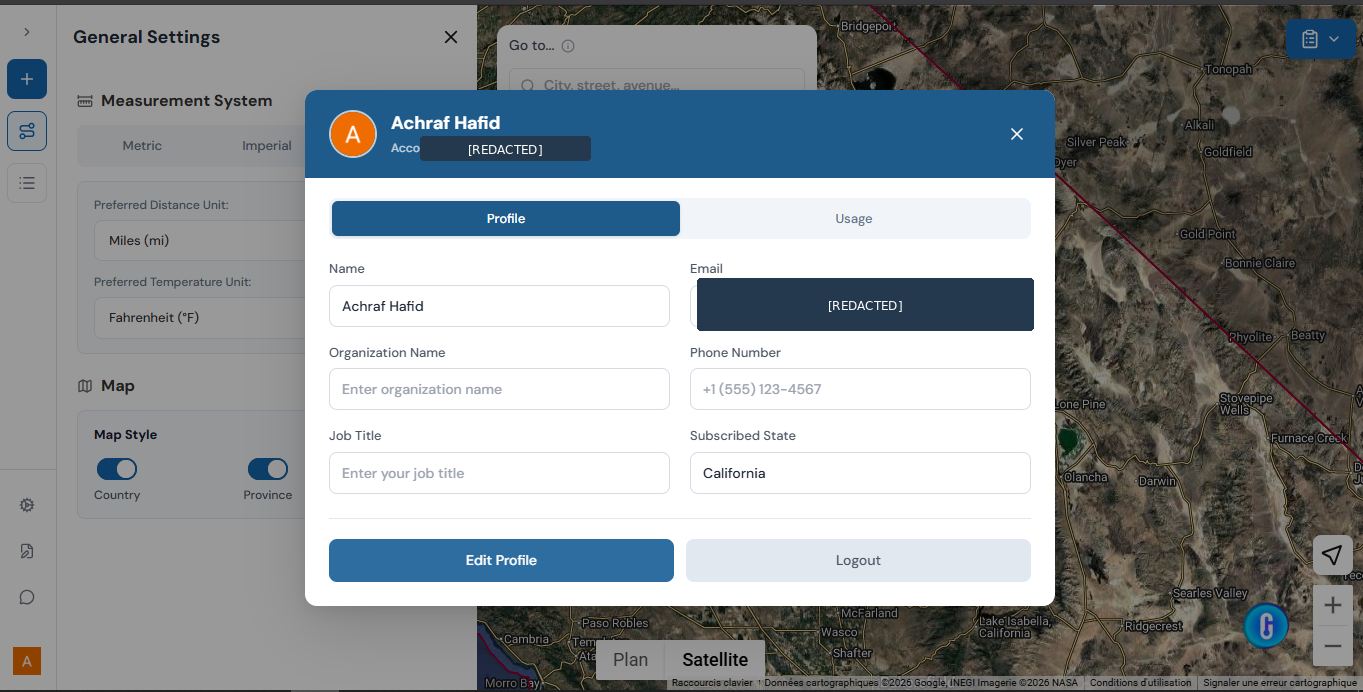 General Settings
Measurement System
Metric
Imperial
Preferred Distance Unit:
Miles (mi)
Preferred Temperature Unit:
Fahrenheit (°F)
Map
Map Style
Country
Province
A
Go to...
City, street, avenue...
A
Achraf Hafid
Acco
[REDACTED]
Profile
Usage
Name
Achraf Hafid
Email
[REDACTED]
Organization Name
Enter organization name
Phone Number
+1 (555) 123-4567
Job Title
Enter your job title
Subscribed State
California
Edit Profile
Logout
Bridgeport
Tonopah
Alkali
Silver Peak
Goldfield
Dyer
Gold Point
Bonnie Claire
Rhyolite
Beatty
Lone Pine
Stovepipe
Wells
Furnace Creek
Olancha
Darwin
Searles Valley
Ridgecrest
McFarland
Lake Isabella,
California
Paso Robles
Wasco
Cambria
Shafter
Morro Bay
Plan
Satellite
Raccourcis clavier
Données cartographiques ©2026 Google, INEGI Imagerie ©2026 NASA
Conditions d'utilisation
Signaler une erreur cartographique